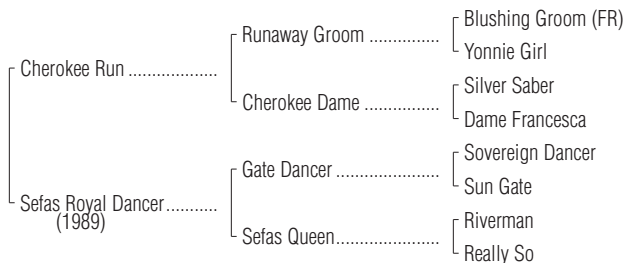 Blushing Groom (FR)
Runaway Groom ................
Yonnie Girl
Cherokee Run ...................
Silver Saber
Cherokee Dame ................
Dame Francesca
Sovereign Dancer
Gate Dancer ......................
Sun Gate
Sefas Royal Dancer...........
(1989)
Riverman
Sefas Queen......................
Really So